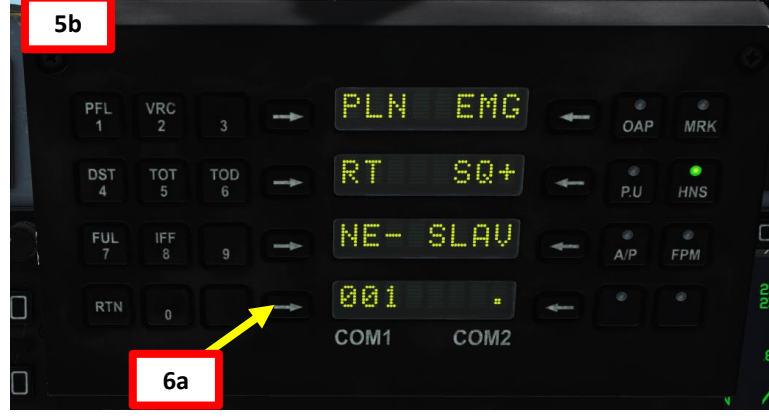 5b
PFL VRC PLN EMG
1 2 3 OAP MRK
DST TOT TOD RT SQ+
4 5 6 P.U HNS
FUL IFF NE- SLAV
7 8 9 A/P FPM
RTN 0 001 :
COM1 COM2
6a